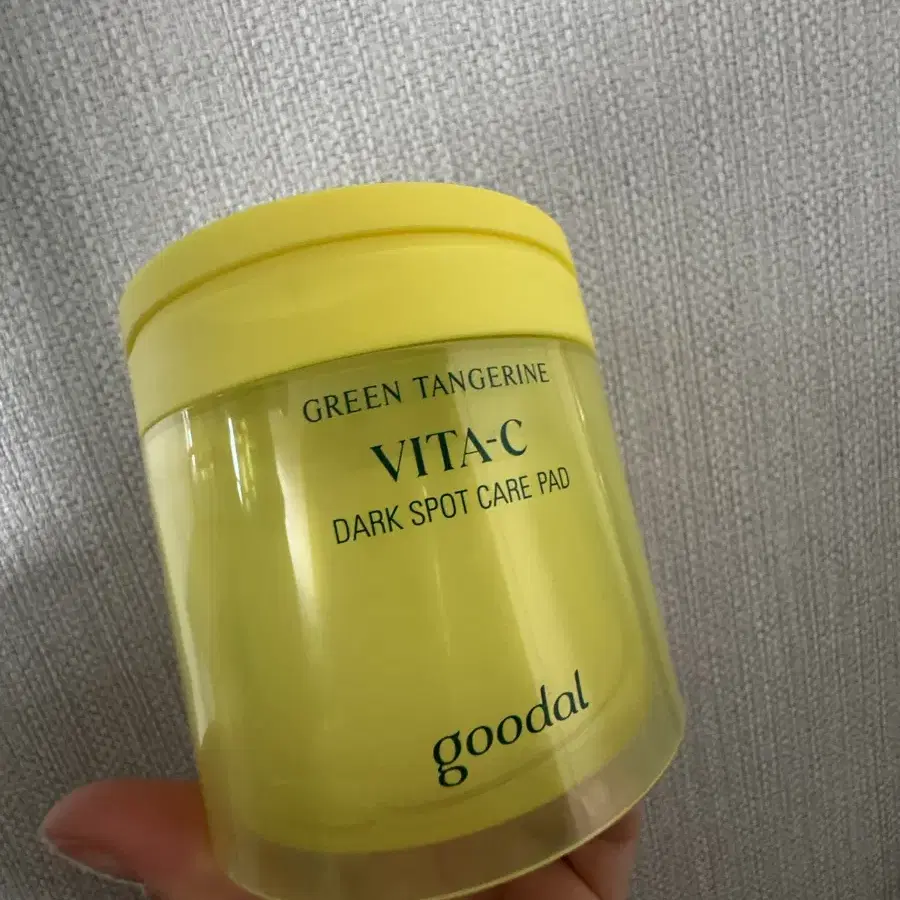 GREEN TANGERINE
VITA-C
DARK SPOT CARE PAD
goodal